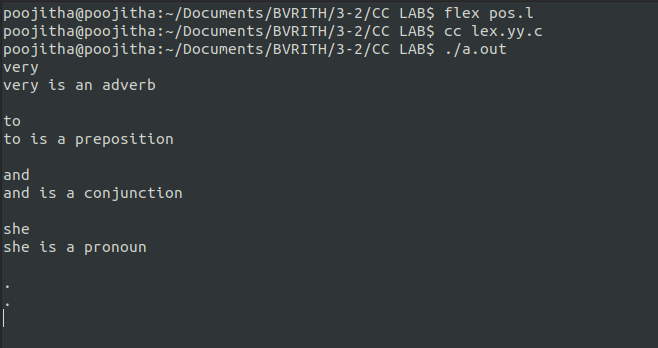 poojitha@poojitha:~/Documents/BVRITH/3-2/CC LAB$ flex pos.l
poojitha@poojitha:~/Documents/BVRITH/3-2/CC LAB$ cc lex.yy.c
poojitha@poojitha:~/Documents/BVRITH/3-2/CC LAB$ ./a.out
very
very is an adverb
to
to is a preposition
and
and is a conjunction
she
she is a pronoun
.
.